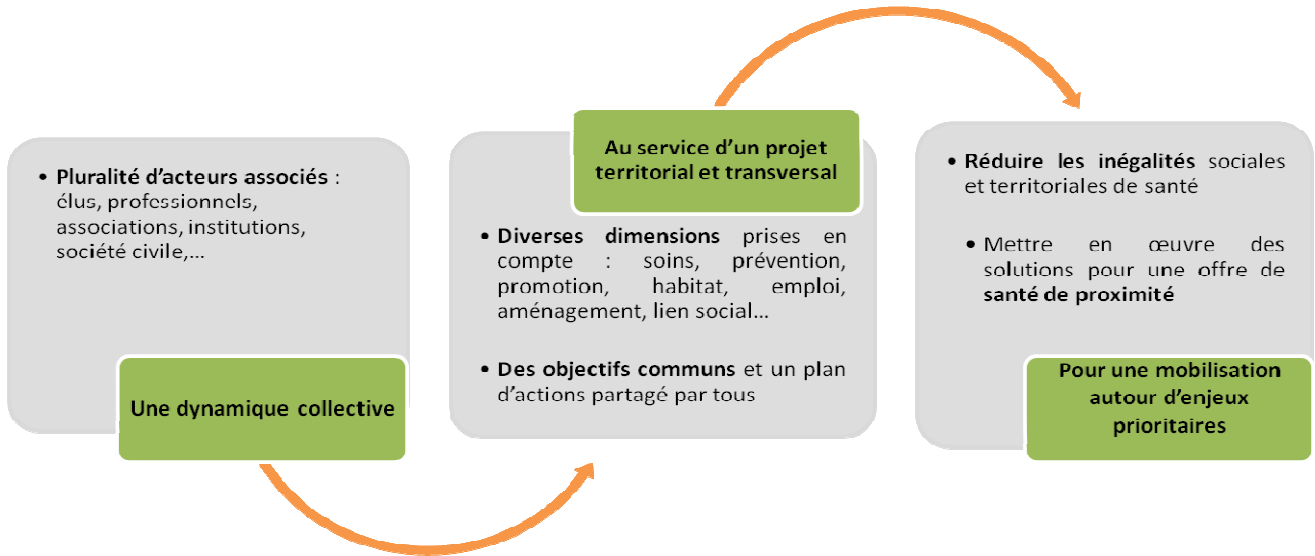 • Pluralité d'acteurs associés :
élus, professionnels,
associations, institutions,
société civile,...
Une dynamique collective
Au service d'un projet
territorial et transversal
• Diverses dimensions prises en
compte : soins, prévention,
promotion, habitat, emploi,
aménagement, lien social...
• Des objectifs communs et un plan
d'actions partagé par tous
• Réduire les inégalités sociales
et territoriales de santé
• Mettre en œuvre des
solutions pour une offre de
santé de proximité
Pour une mobilisation
autour d'enjeux
prioritaires